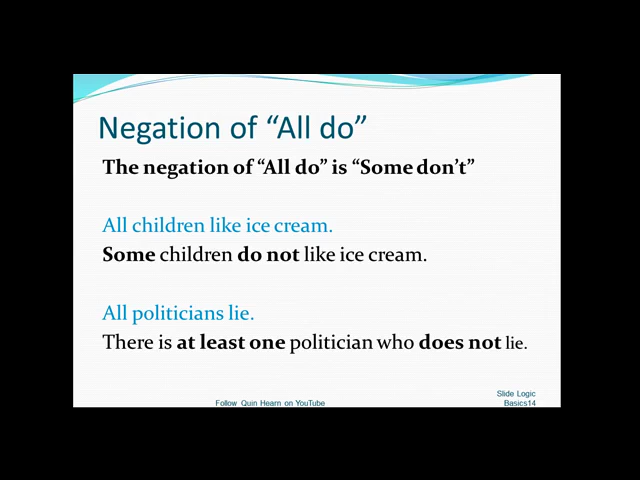 Negation of “All do”
The negation of “All do” is “Some don’t”
All children like ice cream.
Some children do not like ice cream.
All politicians lie.
There is at least one politician who does not lie.
Slide Logic
Follow Quin Hearn on YouTube
Basics14